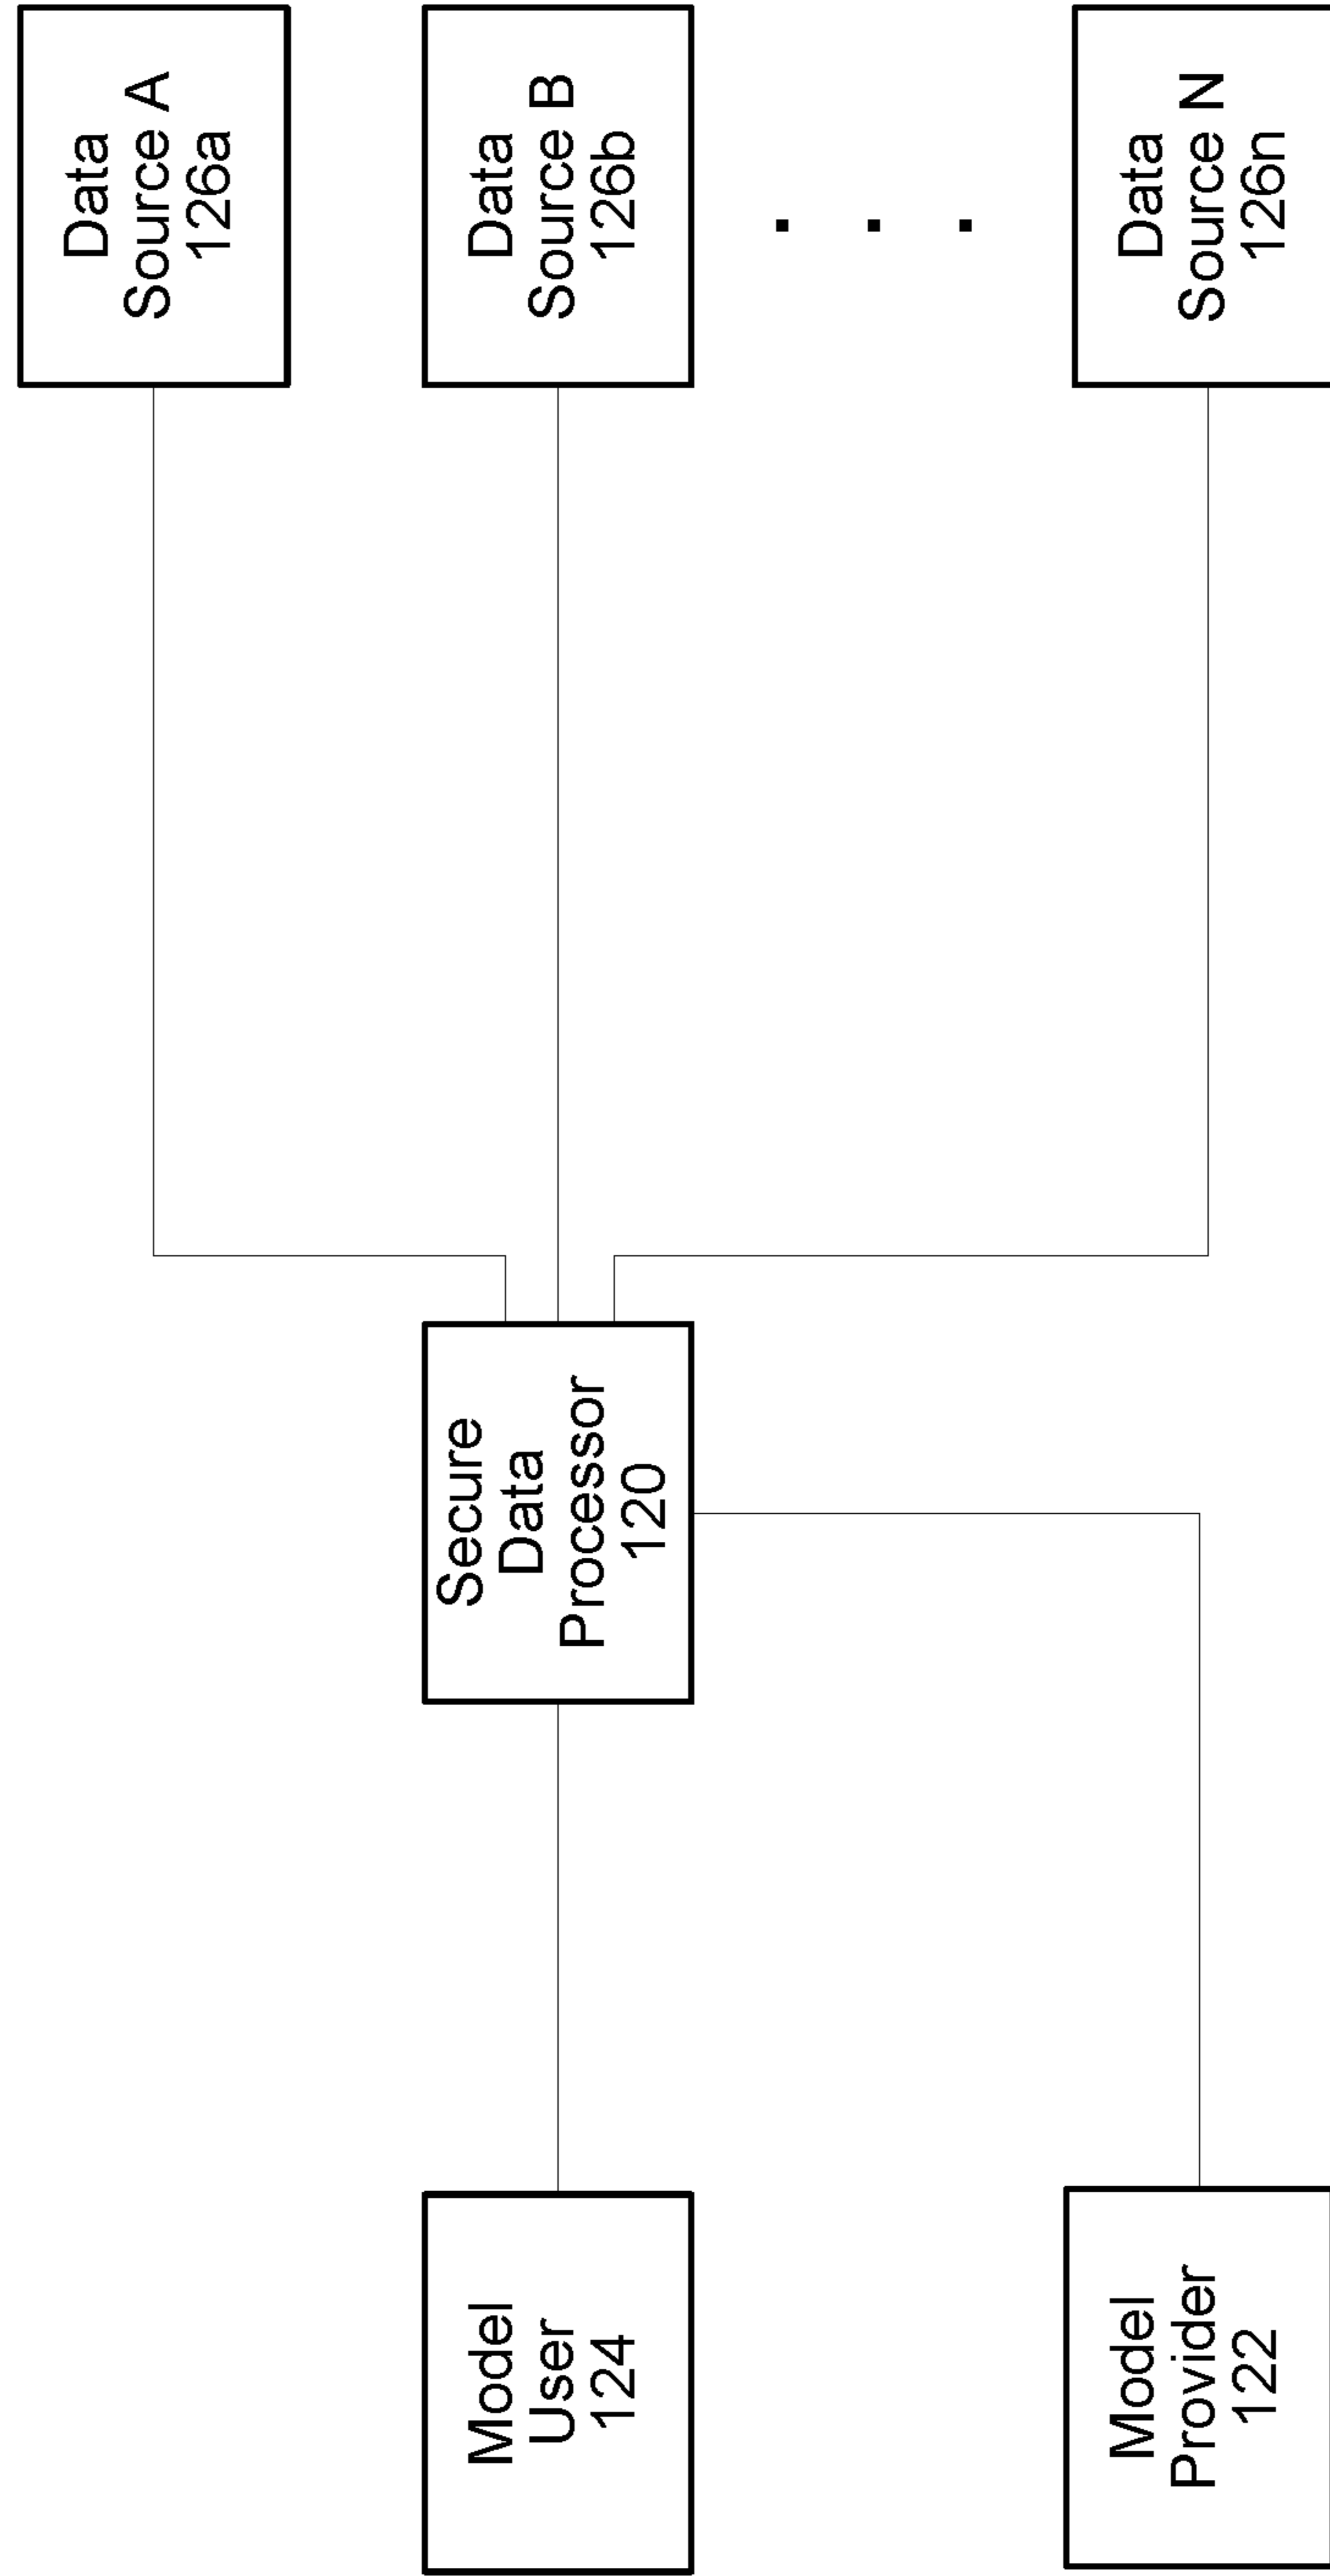 Data
Source A
126a
Model
User
124
Secure
Data
Processor
120
Data
Source B
126b
Model
Provider
122
Data
Source N
126n